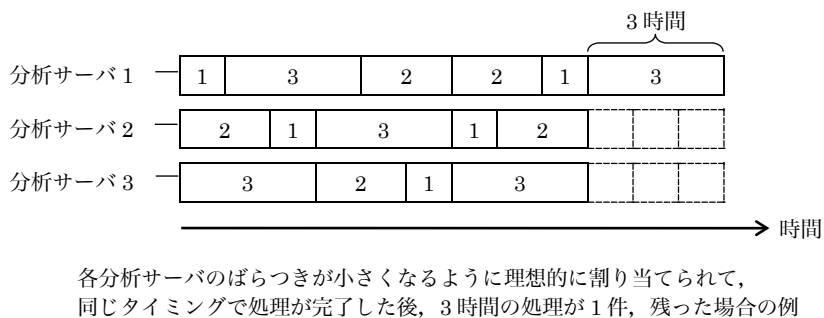 3時間
分析サーバ1 1 3 2 2 1 3
分析サーバ2 2 1 3 1 2
分析サーバ3 3 2 1 3
時間
各分析サーバのばらつきが小さくなるように理想的に割り当てられて，
同じタイミングで処理が完了した後，3時間の処理が1件，残った場合の例